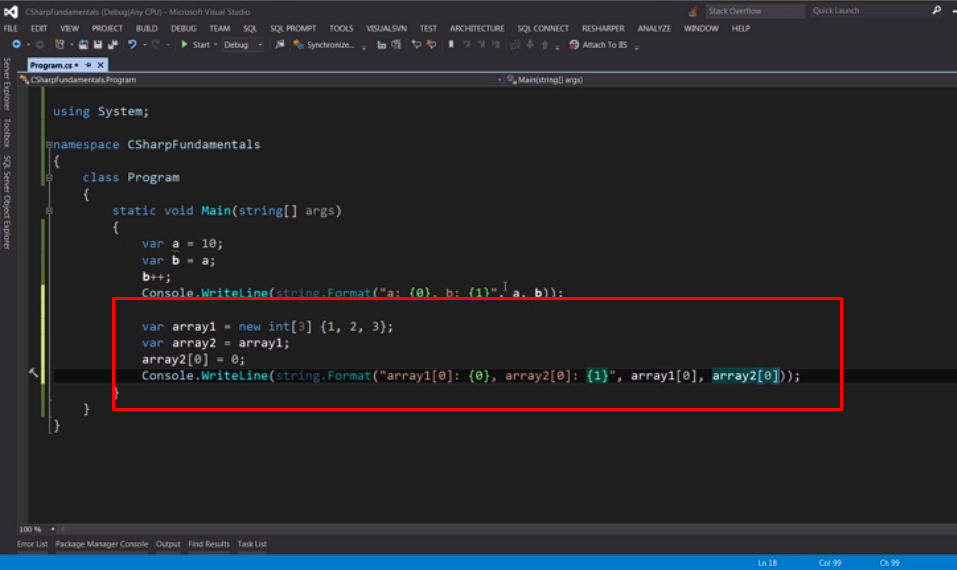 CSharpFundamentals (Debug|Any CPU) - Microsoft Visual Studio
Stack Overflow
Quick Launch
FILE EDIT VIEW PROJECT BUILD DEBUG TEAM SQL SQL PROMPT TOOLS VISUALSVN TEST ARCHITECTURE SQL CONNECT RESHARPER ANALYZE WINDOW HELP
Start Debug Synchronize... Attach To IIS
Program.cs
CSharpFundamentals.Program
Main(string[] args)
Server Explorer
Toolbox
SQL Server Object Explorer
using System;
namespace CSharpFundamentals
{
class Program
{
static void Main(string[] args)
{
var a = 10;
var b = a;
b++;
Console.WriteLine(string.Format("a: {0}, b: {1}", a, b));
var array1 = new int[3] {1, 2, 3};
var array2 = array1;
array2[0] = 0;
Console.WriteLine(string.Format("array1[0]: {0}, array2[0]: {1}", array1[0], array2[0]));
}
}
}
100 %
Error List Package Manager Console Output Find Results Task List
Ln 18 Col 99 Ch 99